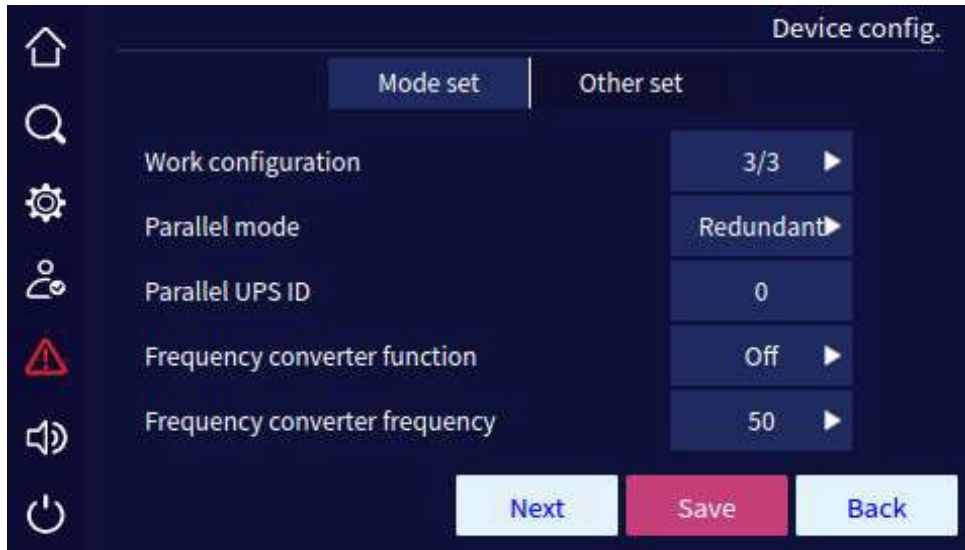 Device config.
Mode set Other set
Work configuration 3/3
Parallel mode Redundant
Parallel UPS ID 0
Frequency converter function Off
Frequency converter frequency 50
Next Save Back